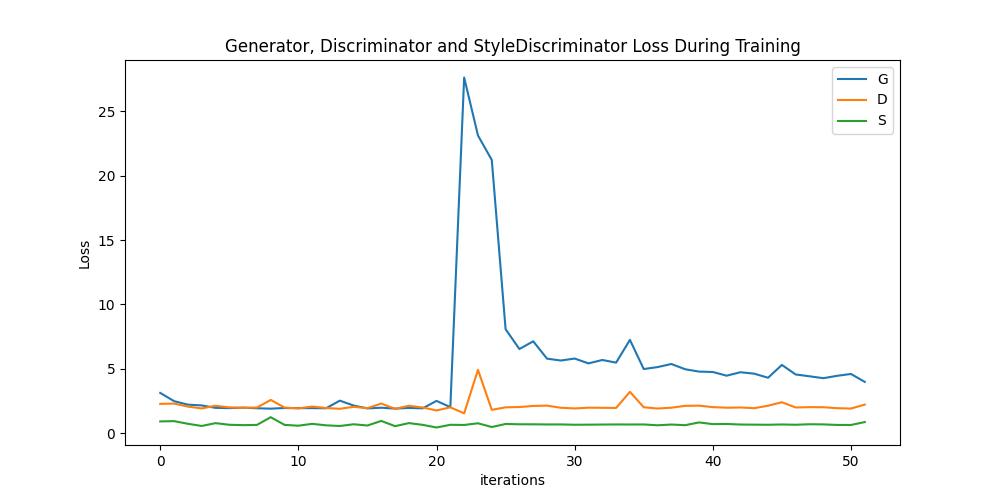 Generator, Discriminator and StyleDiscriminator Loss During Training
G
D
S
25
20
15
10
5
0
Loss
0 10 20 30 40 50
iterations